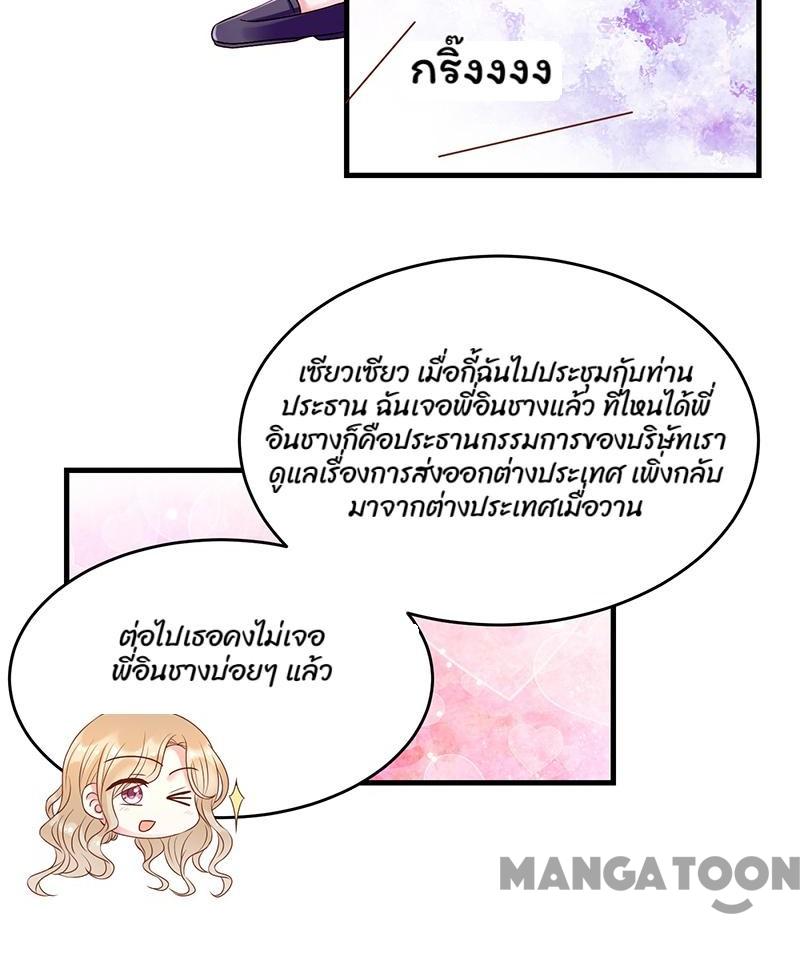 กริ๊งงงง
เซียวเซียว เมื่อกี้ฉันไปประชุมกับท่าน
ประธาน ฉันเจอพี่อินชางแล้ว ที่ไหนได้พี่
อินชางก็คือประธานกรรมการของบริษัทเรา
ดูแลเรื่องการส่งออกต่างประเทศ เพิ่งกลับ
มาจากต่างประเทศเมื่อวาน
ต่อไปเธอคงไม่เจอ
พี่อินชางบ่อยๆ แล้ว
MANGATOON